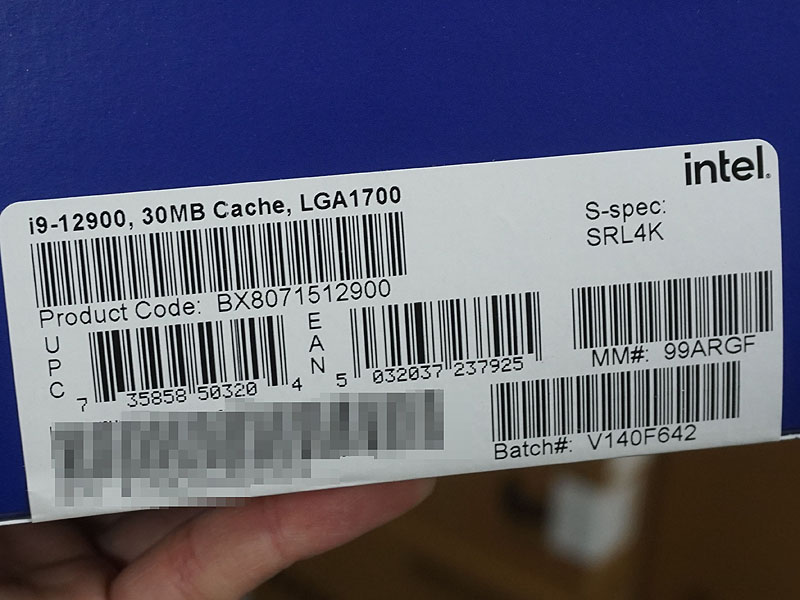 intel.
i9-12900, 30MB Cache, LGA1700
S-spec:
SRL4K
Product Code: BX8071512900
UPC
7 35858 50320 4
EAN
5 032037 237925
MM#: 99ARGF
Batch#: V140F642